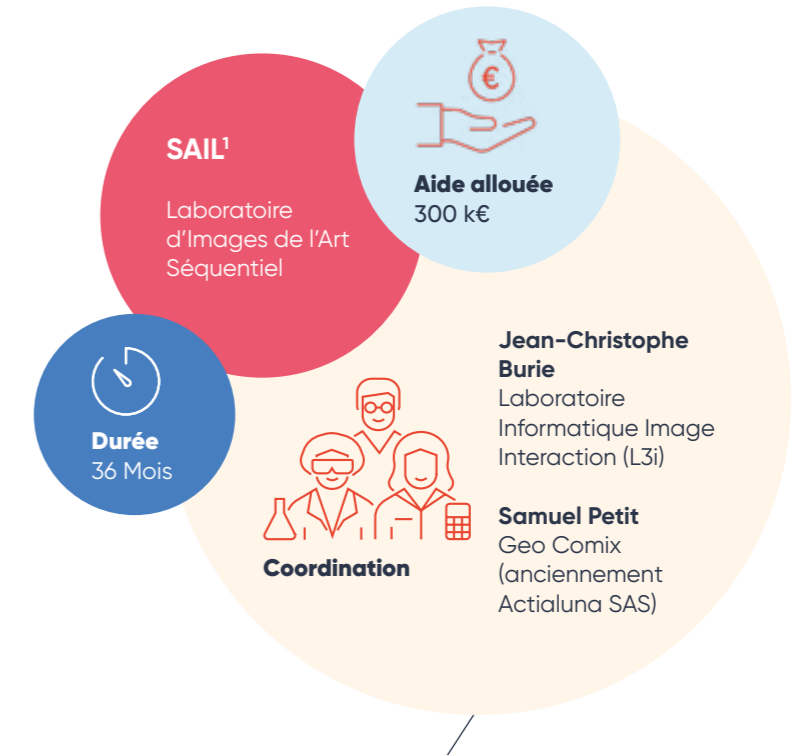 SAIL¹
Laboratoire
d'Images de l'Art
Séquentiel
€
Aide allouée
300 k€
Durée
36 Mois
Coordination
Jean-Christophe
Burie
Laboratoire
Informatique Image
Interaction (L3i)
Samuel Petit
Geo Comix
(anciennement
Actialuna SAS)